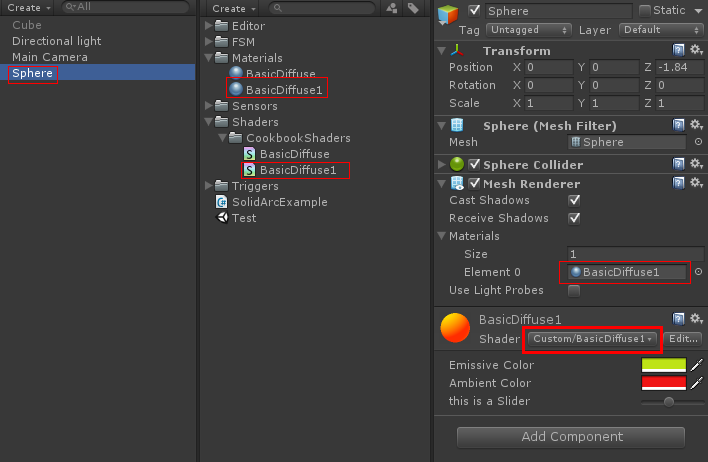 Create
All
Cube
Directional light
Main Camera
Sphere
Create
Editor
FSM
Materials
BasicDiffuse
BasicDiffuse1
Sensors
Shaders
CookbookShaders
BasicDiffuse
BasicDiffuse1
Triggers
SolidArcExample
Test
Sphere Static
Tag Untagged Layer Default
Transform
Position X 0 Y 0 Z -1.84
Rotation X 0 Y 0 Z 0
Scale X 1 Y 1 Z 1
Sphere (Mesh Filter)
Mesh Sphere
Sphere Collider
Mesh Renderer
Cast Shadows
Receive Shadows
Materials
Size 1
Element 0 BasicDiffuse1
Use Light Probes
BasicDiffuse1
Shader Custom/BasicDiffuse1 Edit...
Emissive Color
Ambient Color
this is a Slider
Add Component